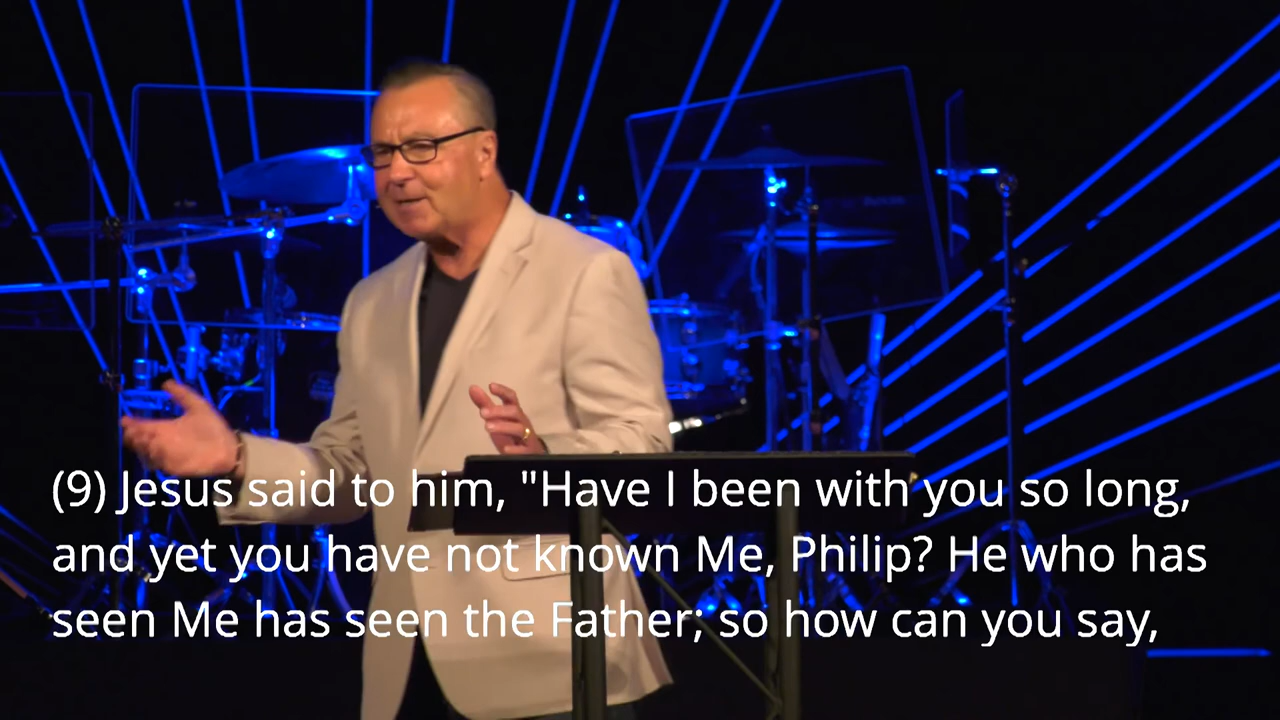 (9) Jesus said to him, "Have I been with you so long,
and yet you have not known Me, Philip? He who has
seen Me has seen the Father; so how can you say,